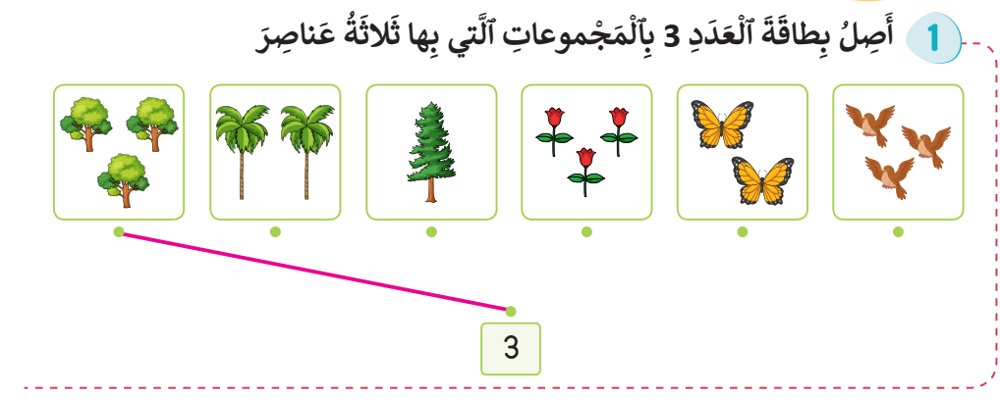 1 أَصِلُ بِطاقَةَ ٱلْعَدَدِ 3 بِٱلْمَجْموعاتِ ٱلَّتي بِها ثَلاثَةُ عَناصِرَ
3